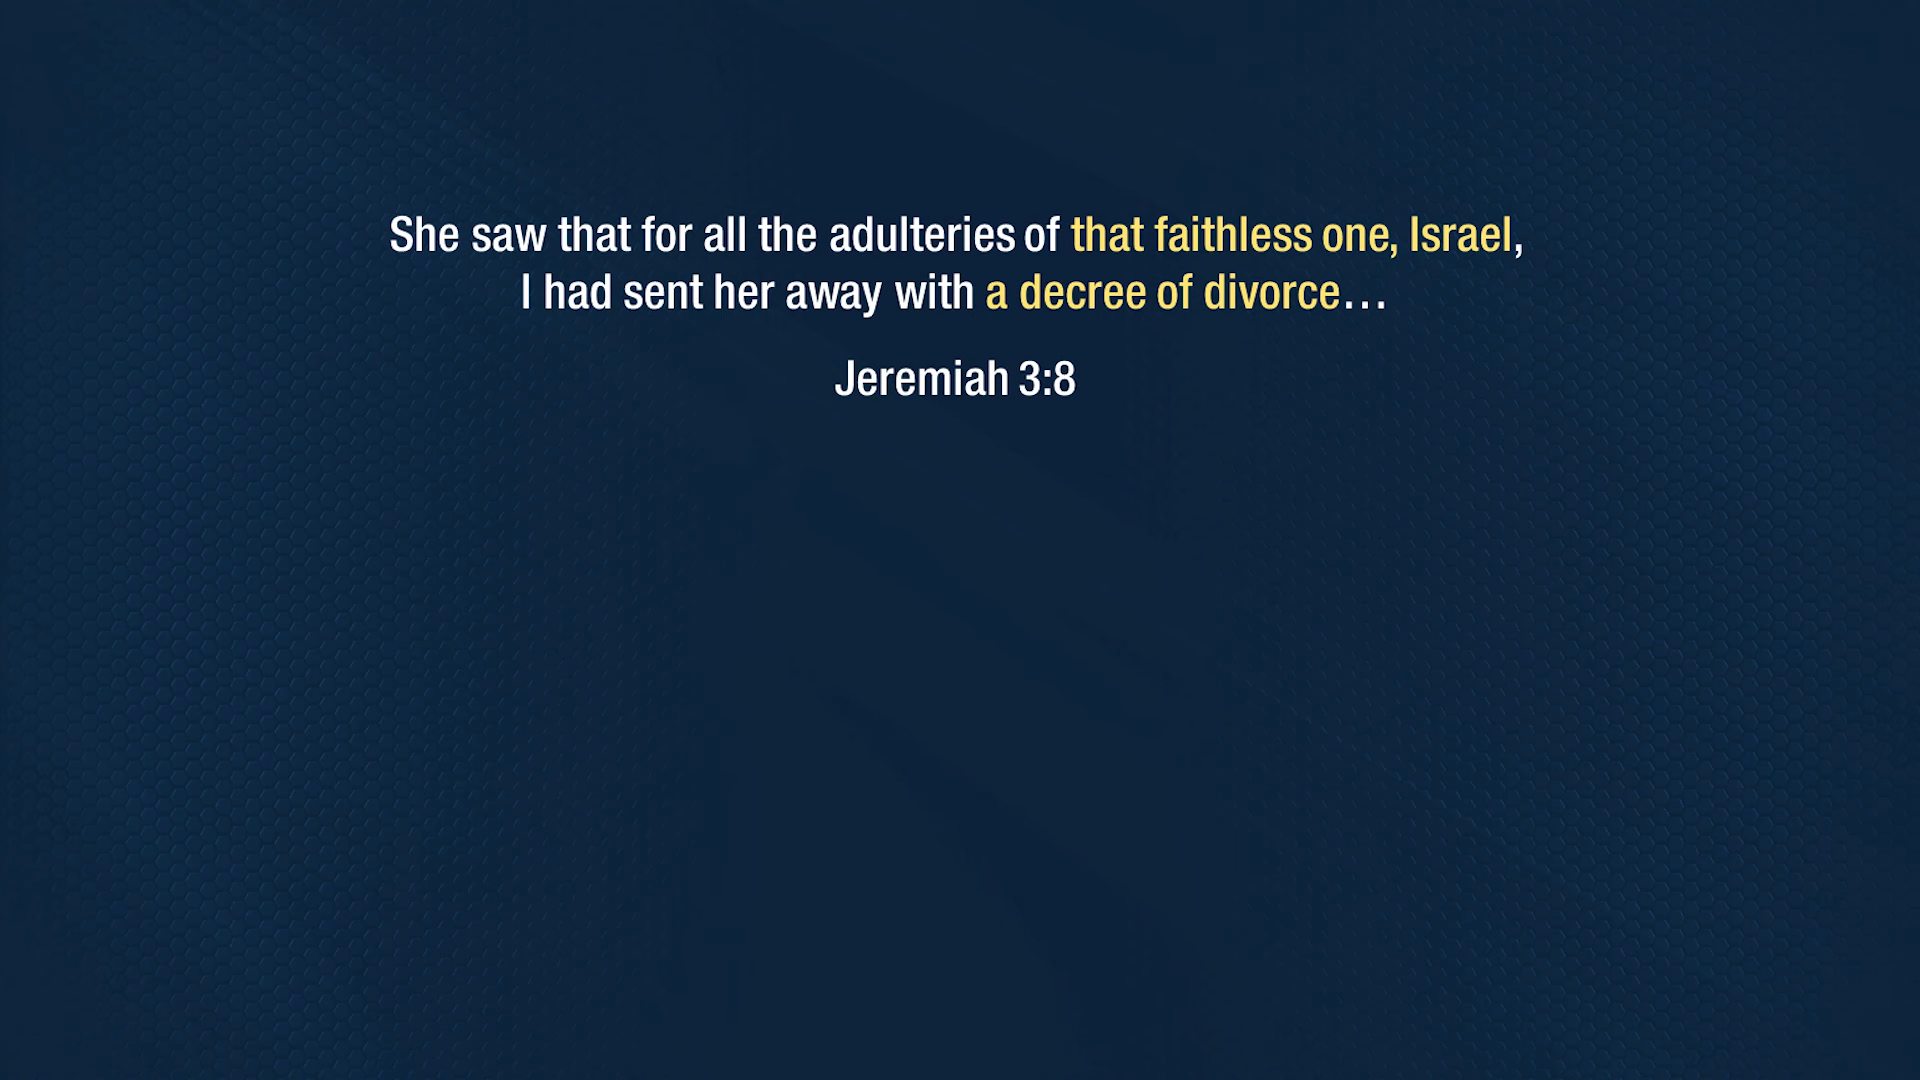 She saw that for all the adulteries of that faithless one, Israel,
I had sent her away with a decree of divorce…
Jeremiah 3:8